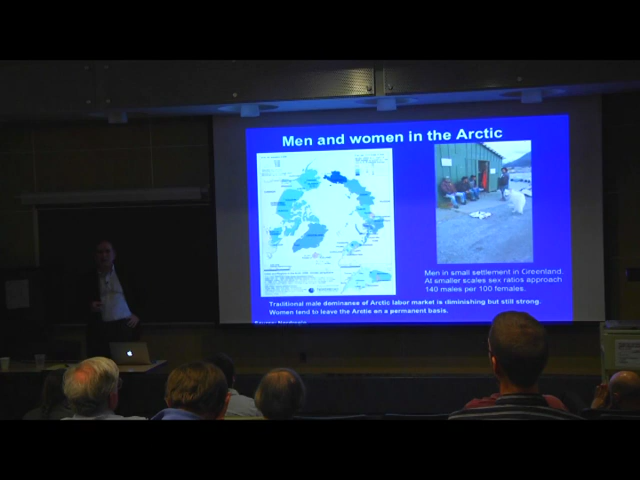 Men and women in the Arctic
Men in small settlement in Greenland.
At smaller scales sex ratios approach
140 males per 100 females.
Traditional male dominance of Arctic labor market is diminishing but still strong.
Women tend to leave the Arctic on a permanent basis.